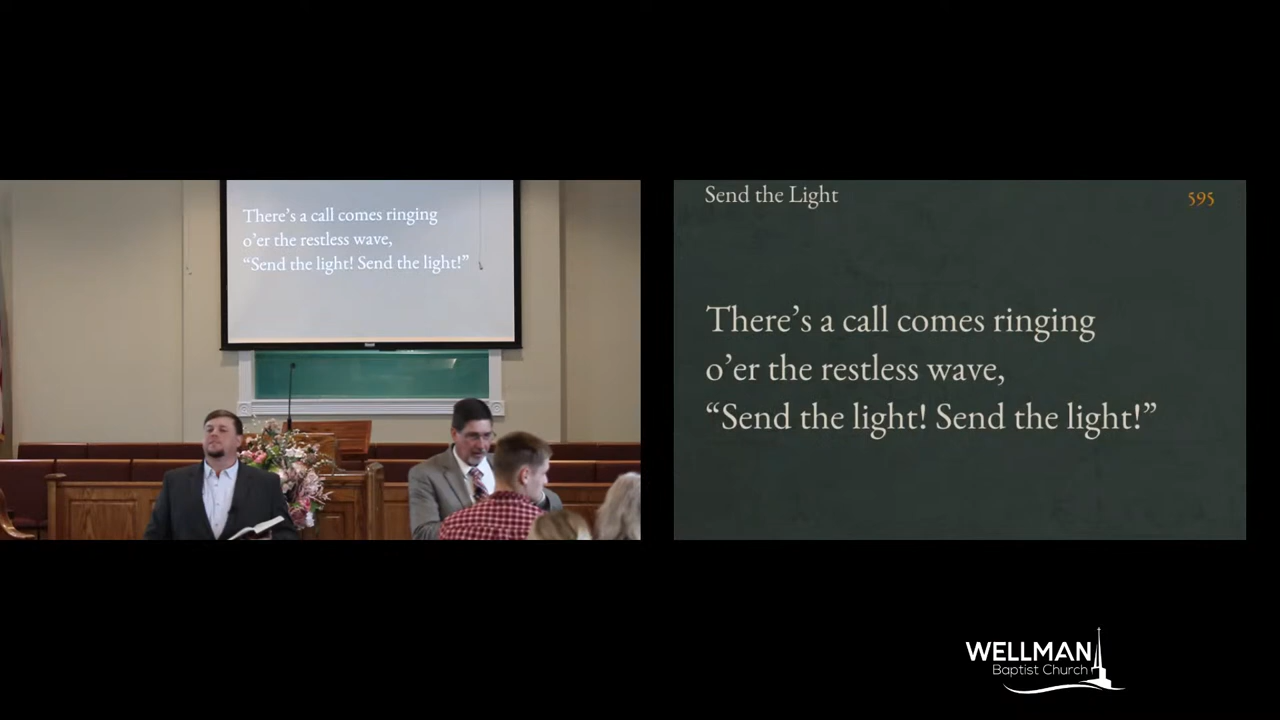 There's a call comes ringing
o'er the restless wave,
“Send the light! Send the light!”
Send the Light
595
There's a call comes ringing
o'er the restless wave,
“Send the light! Send the light!”
WELLMAN
Baptist Church